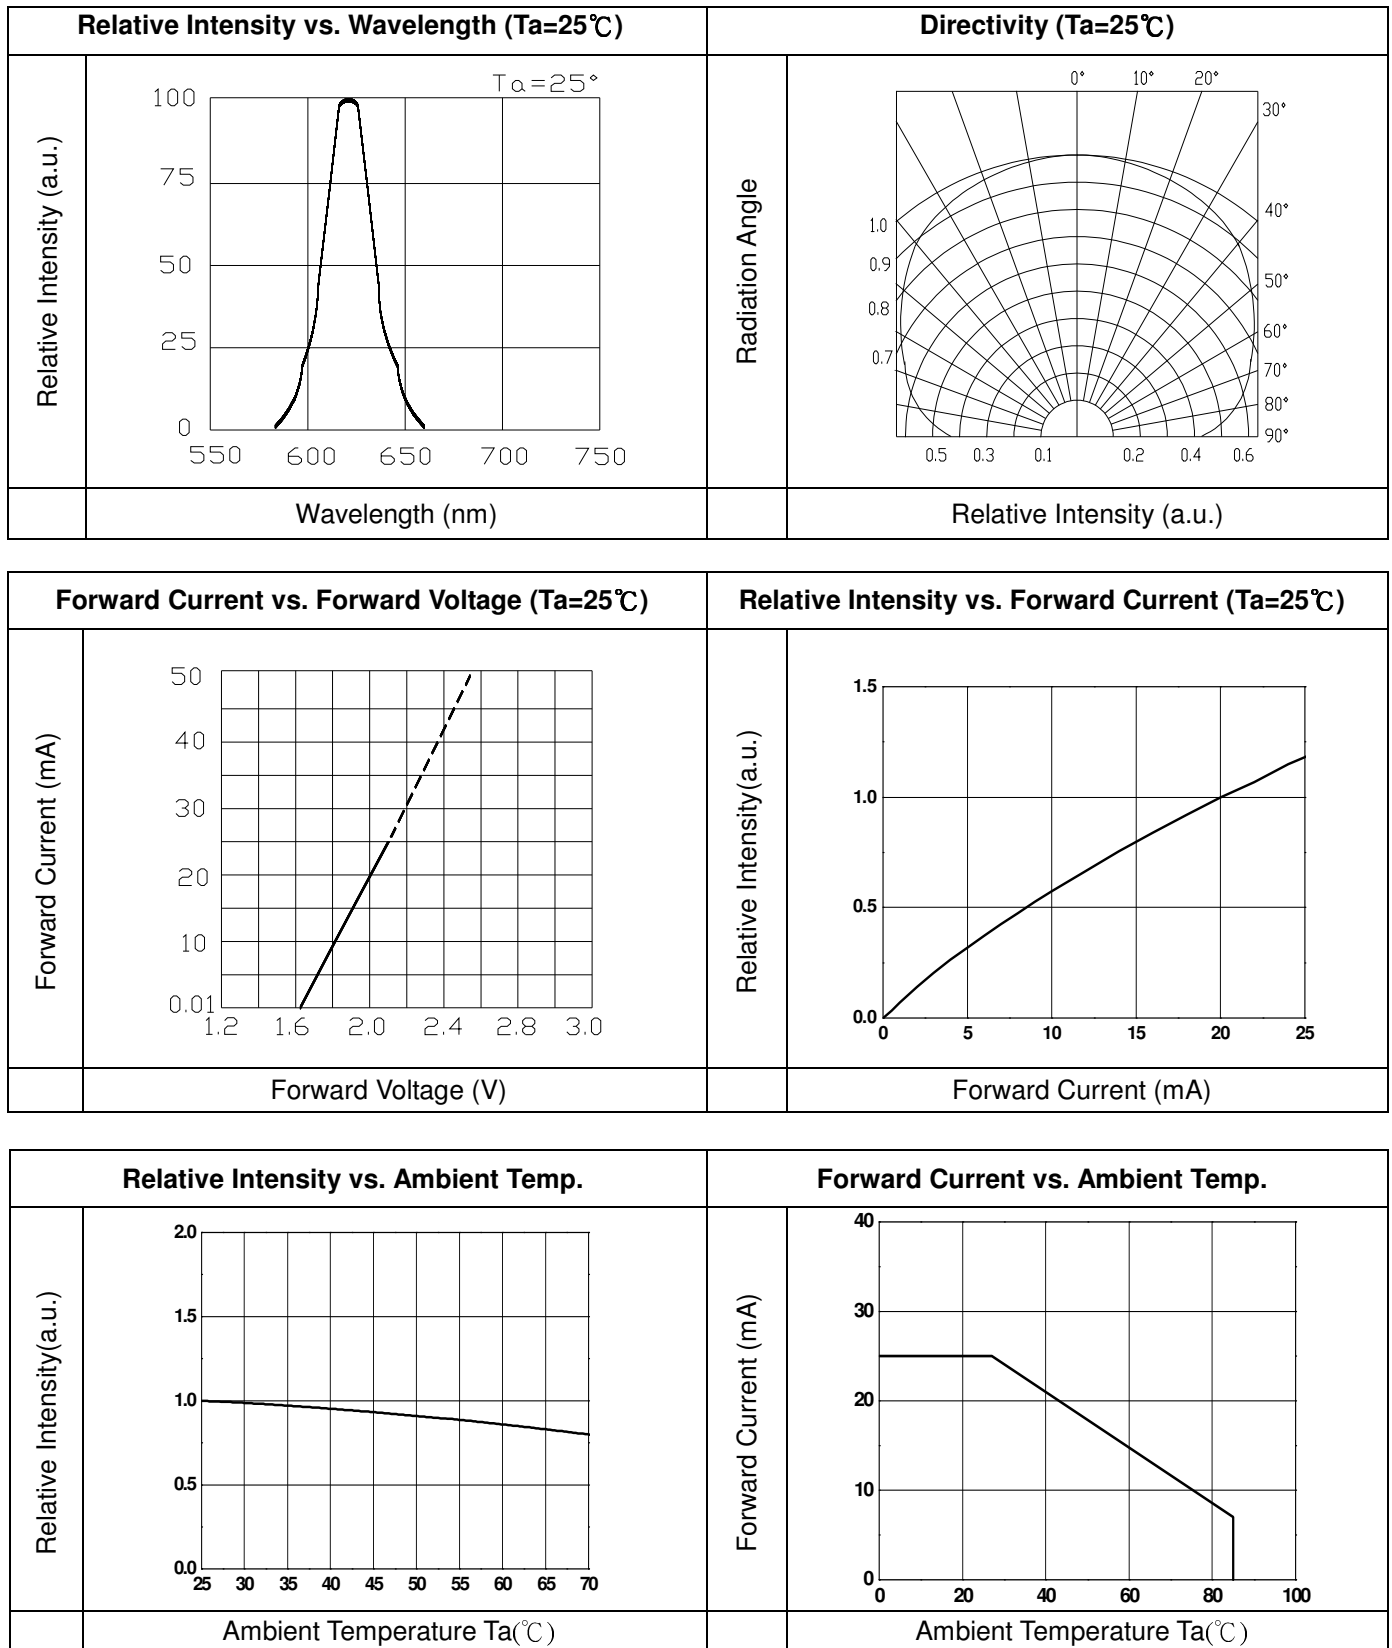 Relative Intensity vs. Wavelength (Ta=25℃)
Directivity (Ta=25℃)
Relative Intensity (a.u.)
Ta=25°
100
75
50
25
0
550 600 650 700 750
Wavelength (nm)
Radiation Angle
0° 10° 20°
30°
40°
50°
60°
70°
80°
90°
1.0
0.9
0.8
0.7
0.5 0.3 0.1 0.2 0.4 0.6
Relative Intensity (a.u.)
Forward Current vs. Forward Voltage (Ta=25℃)
Relative Intensity vs. Forward Current (Ta=25℃)
Forward Current (mA)
50
40
30
20
10
0.01
1.2 1.6 2.0 2.4 2.8 3.0
Forward Voltage (V)
Relative Intensity(a.u.)
1.5
1.0
0.5
0.0
0 5 10 15 20 25
Forward Current (mA)
Relative Intensity vs. Ambient Temp.
Forward Current vs. Ambient Temp.
Relative Intensity(a.u.)
2.0
1.5
1.0
0.5
0.0
25 30 35 40 45 50 55 60 65 70
Ambient Temperature Ta(℃)
Forward Current (mA)
40
30
20
10
0
0 20 40 60 80 100
Ambient Temperature Ta(℃)